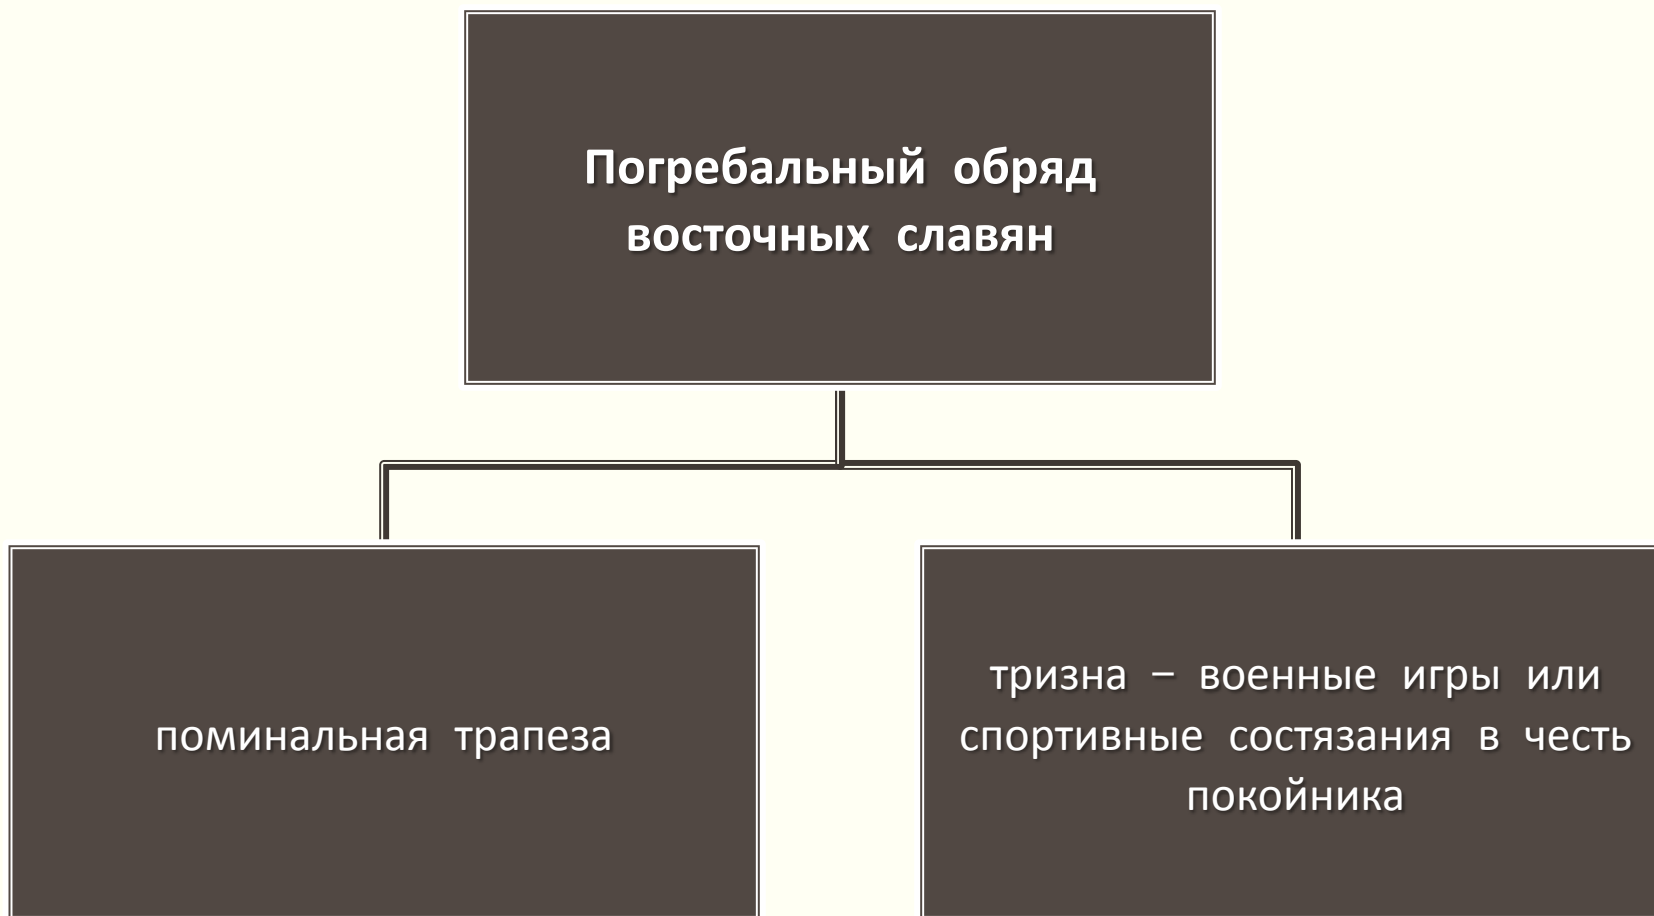 Погребальный обряд
восточных славян
поминальная трапеза
тризна – военные игры или
спортивные состязания в честь
покойника